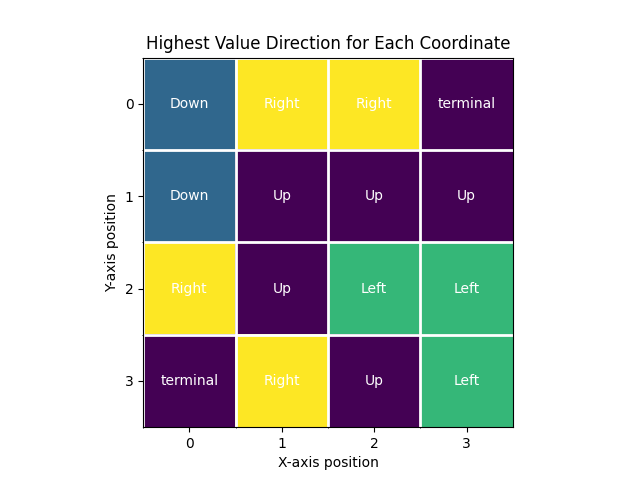 Highest Value Direction for Each Coordinate
0 Down Right Right terminal
1 Down Up Up Up
Y-axis position
2 Right Up Left Left
3 terminal Right Up Left
0 1 2 3
X-axis position